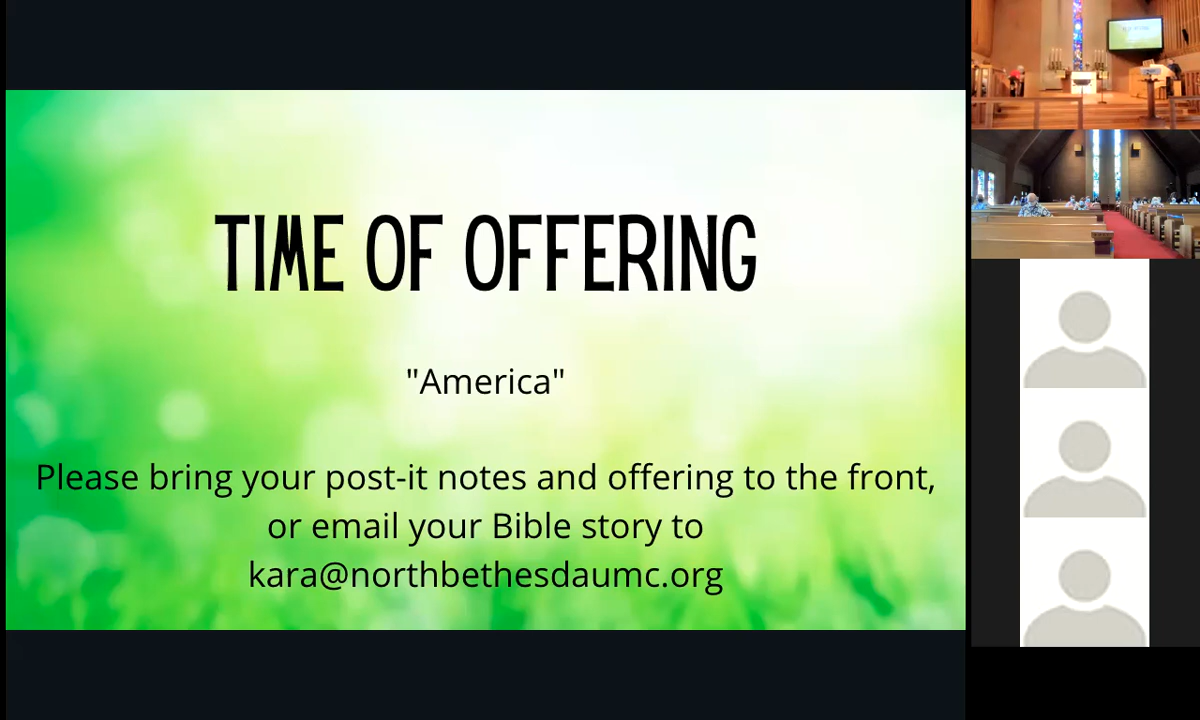 TIME OF OFFERING
"America"
Please bring your post-it notes and offering to the front,
or email your Bible story to
kara@northbethesdaumc.org